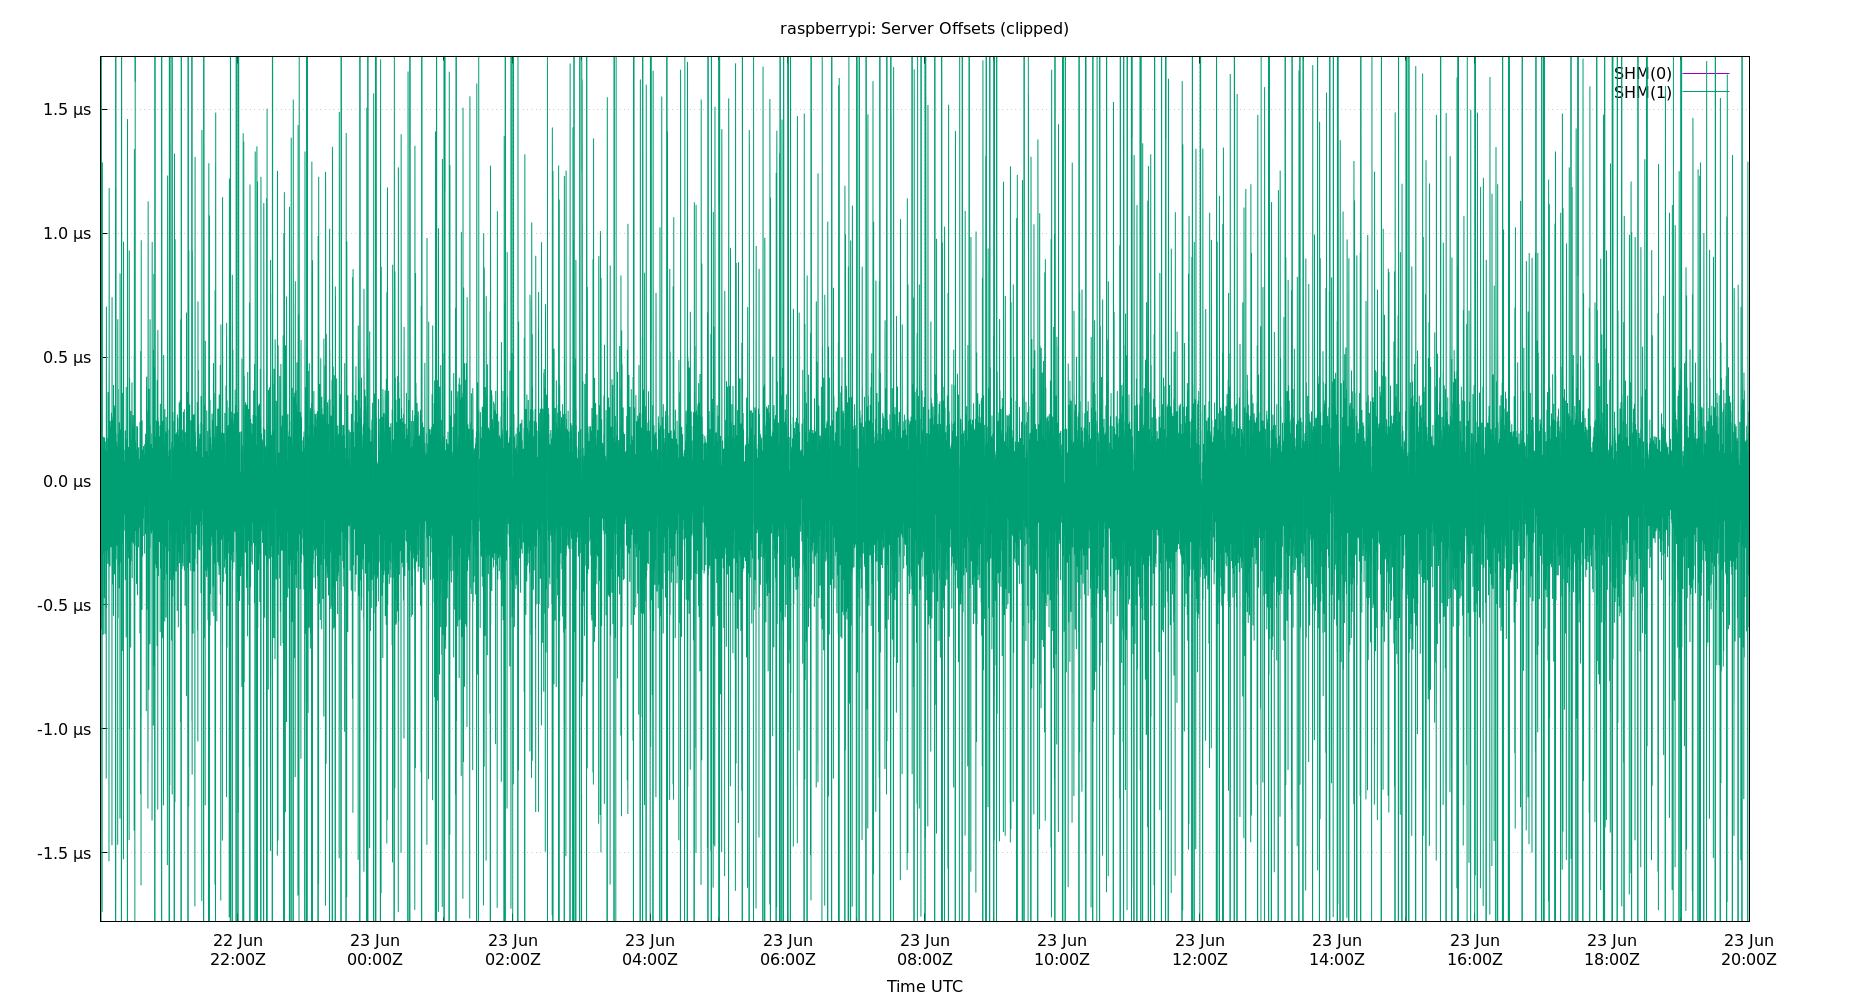 raspberrypi: Server Offsets (clipped)
SHM(0)
SHM(1)
1.5 µs
1.0 µs
0.5 µs
0.0 µs
-0.5 µs
-1.0 µs
-1.5 µs
22 Jun 23 Jun 23 Jun 23 Jun 23 Jun 23 Jun 23 Jun 23 Jun 23 Jun 23 Jun 23 Jun 23 Jun
22:00Z 00:00Z 02:00Z 04:00Z 06:00Z 08:00Z 10:00Z 12:00Z 14:00Z 16:00Z 18:00Z 20:00Z
Time UTC